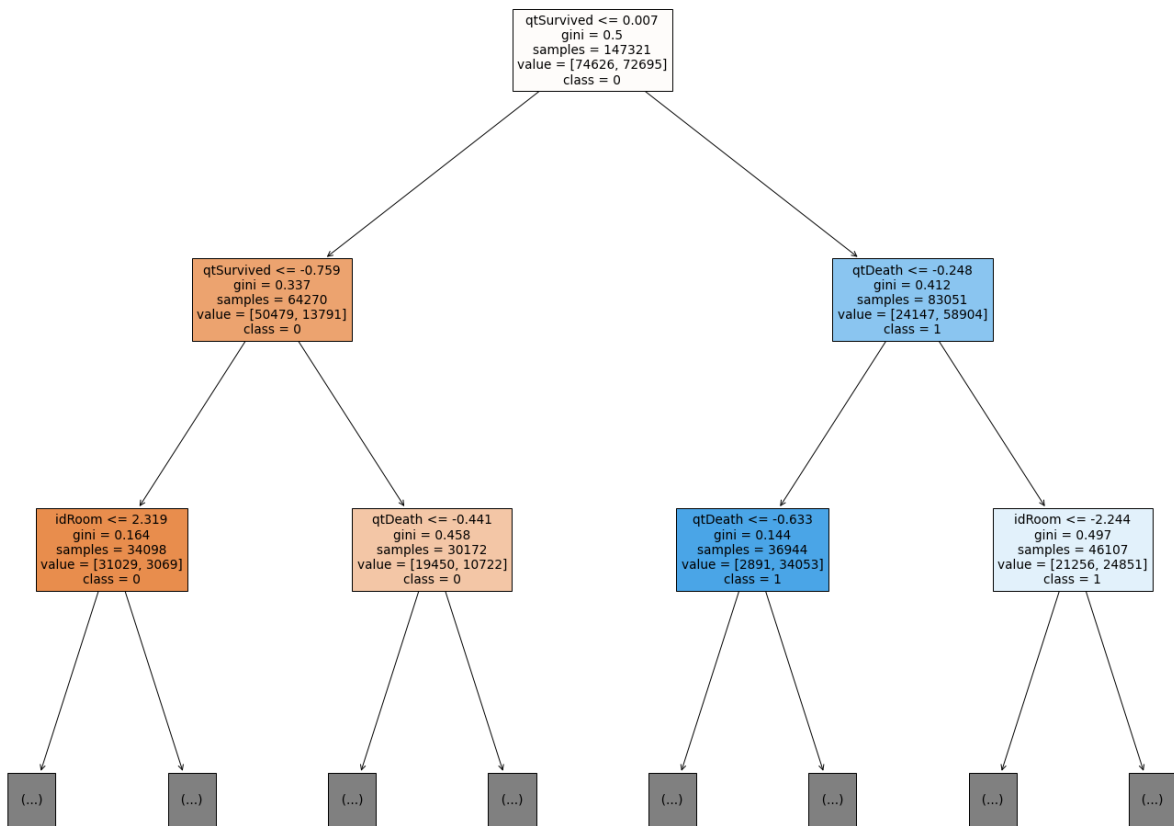 qtSurvived <= 0.007
gini = 0.5
samples = 147321
value = [74626, 72695]
class = 0
qtSurvived <= -0.759
gini = 0.337
samples = 64270
value = [50479, 13791]
class = 0
qtDeath <= -0.248
gini = 0.412
samples = 83051
value = [24147, 58904]
class = 1
idRoom <= 2.319
gini = 0.164
samples = 34098
value = [31029, 3069]
class = 0
qtDeath <= -0.441
gini = 0.458
samples = 30172
value = [19450, 10722]
class = 0
qtDeath <= -0.633
gini = 0.144
samples = 36944
value = [2891, 34053]
class = 1
idRoom <= -2.244
gini = 0.497
samples = 46107
value = [21256, 24851]
class = 1
(...)
(...)
(...)
(...)
(...)
(...)
(...)
(...)